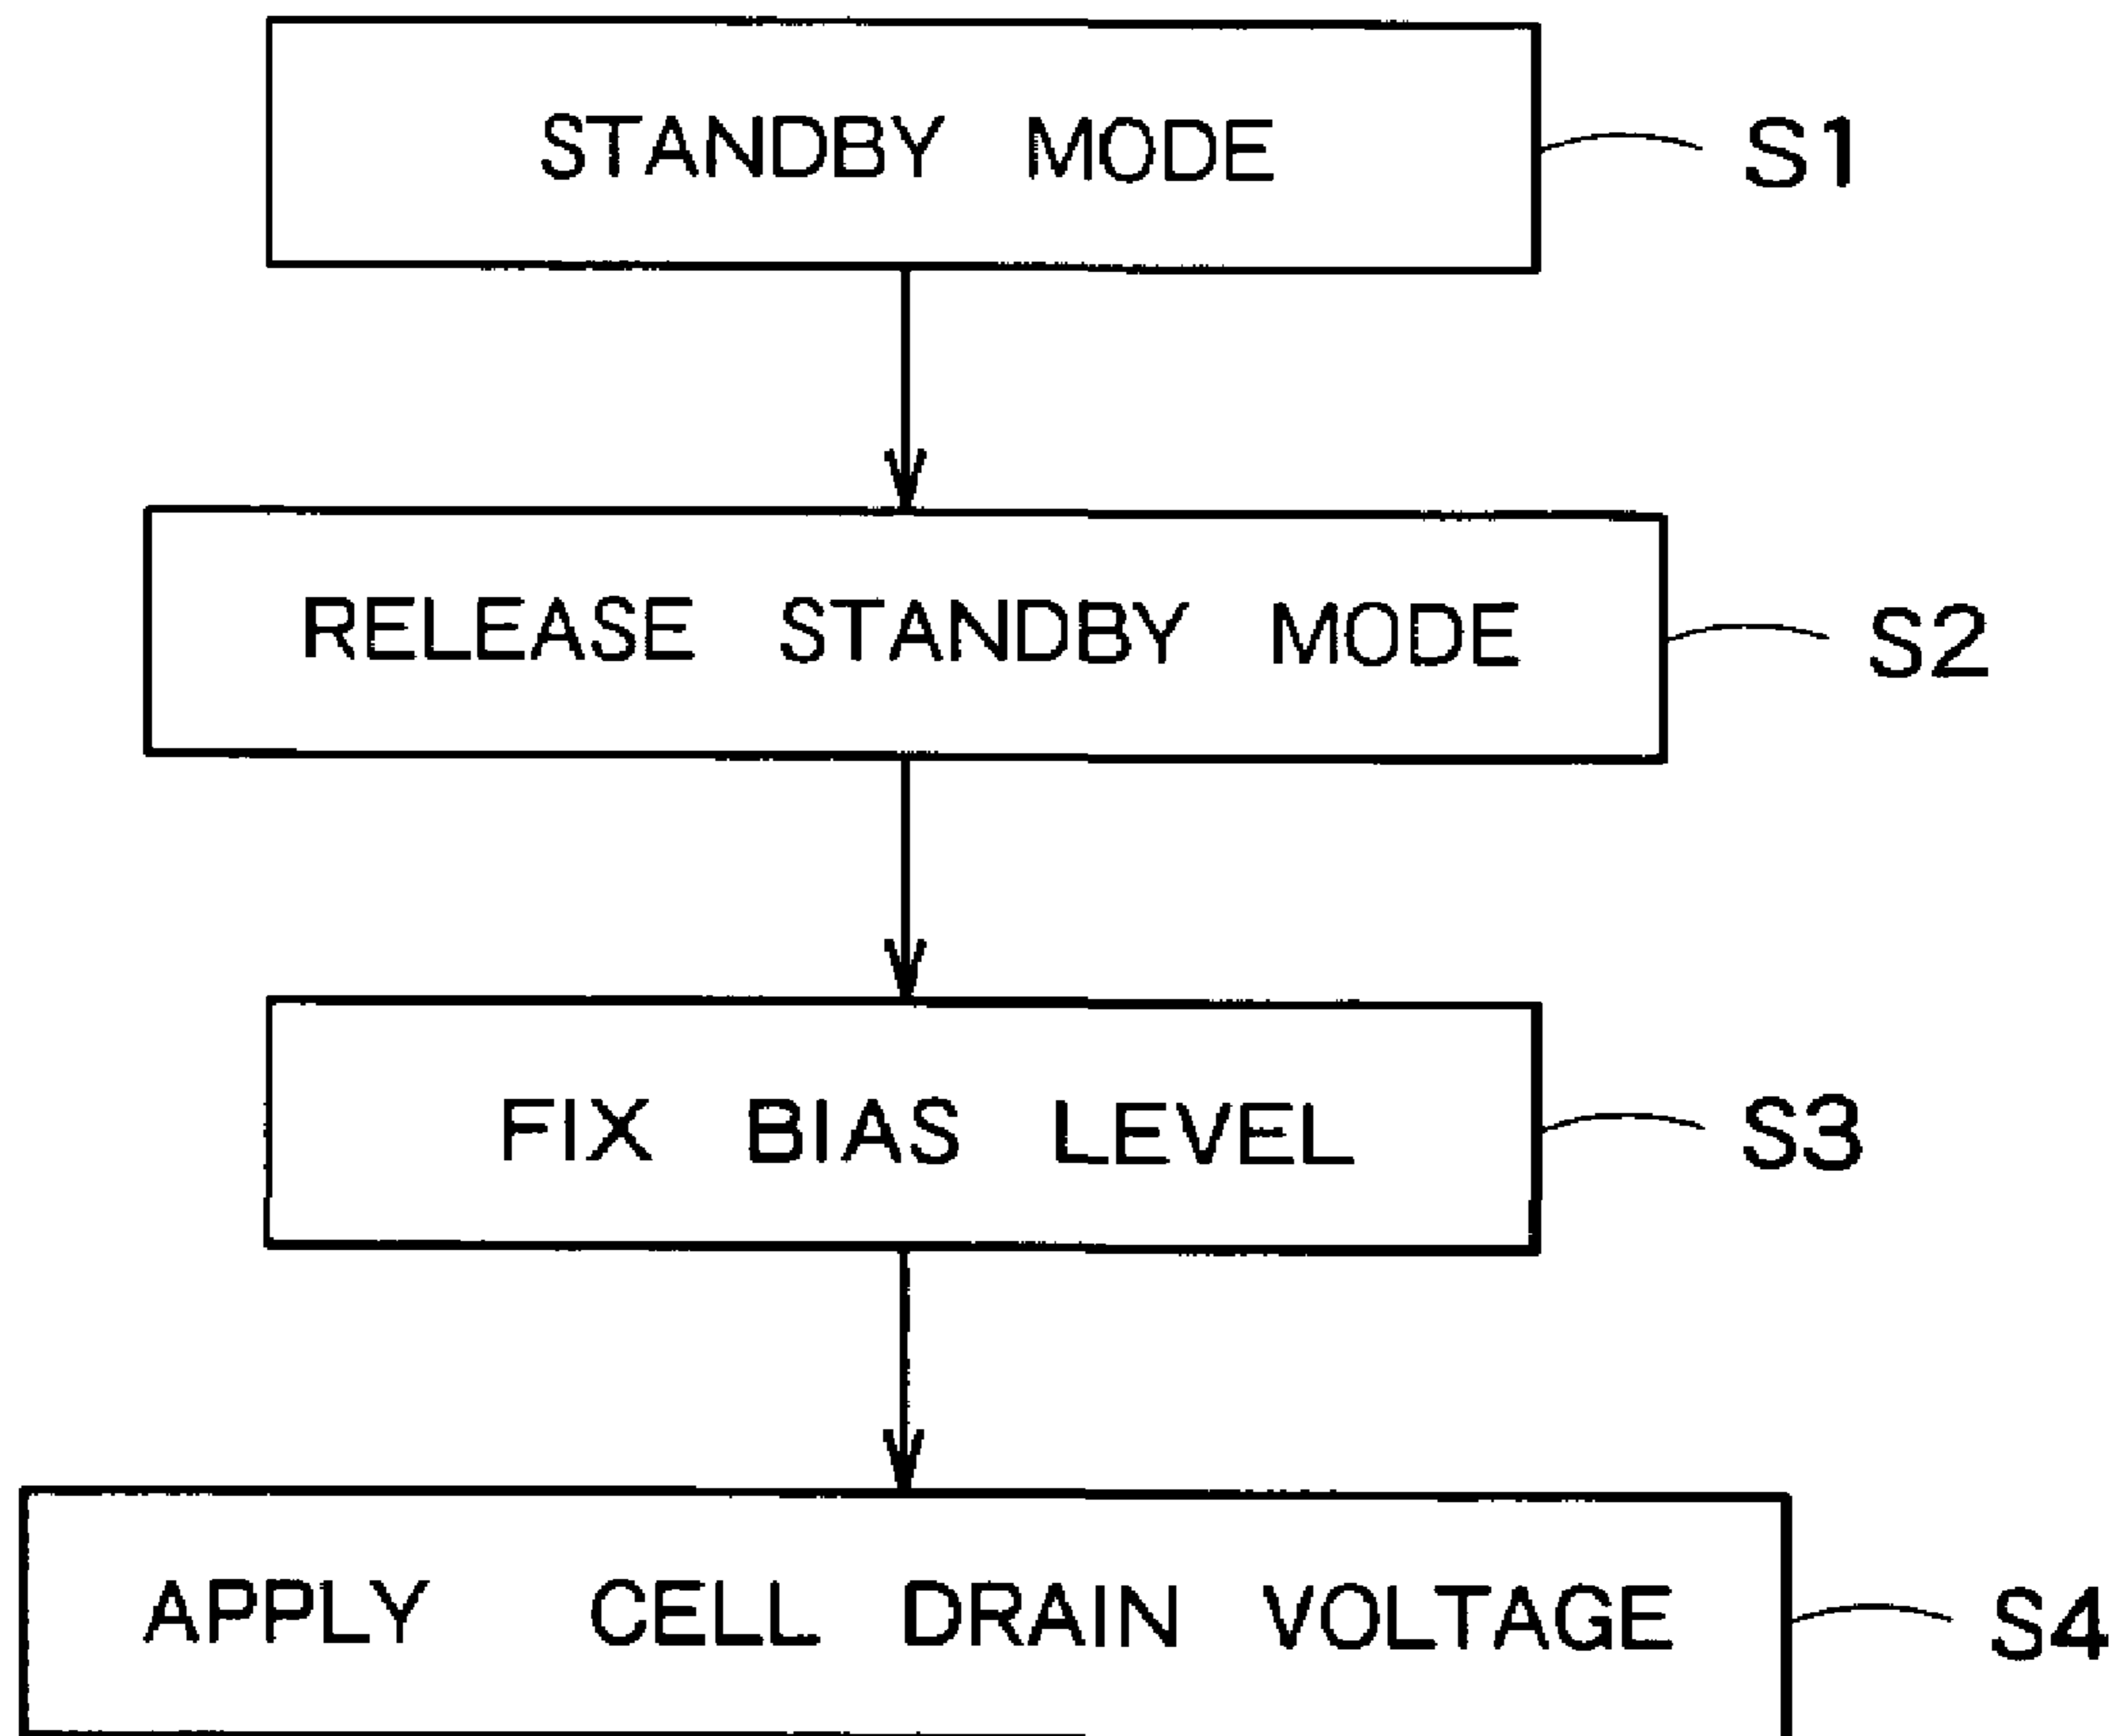 STANDBY MODE S1
RELEASE STANDBY MODE S2
FIX BIAS LEVEL S3
APPLY CELL DRAIN VOLTAGE S4